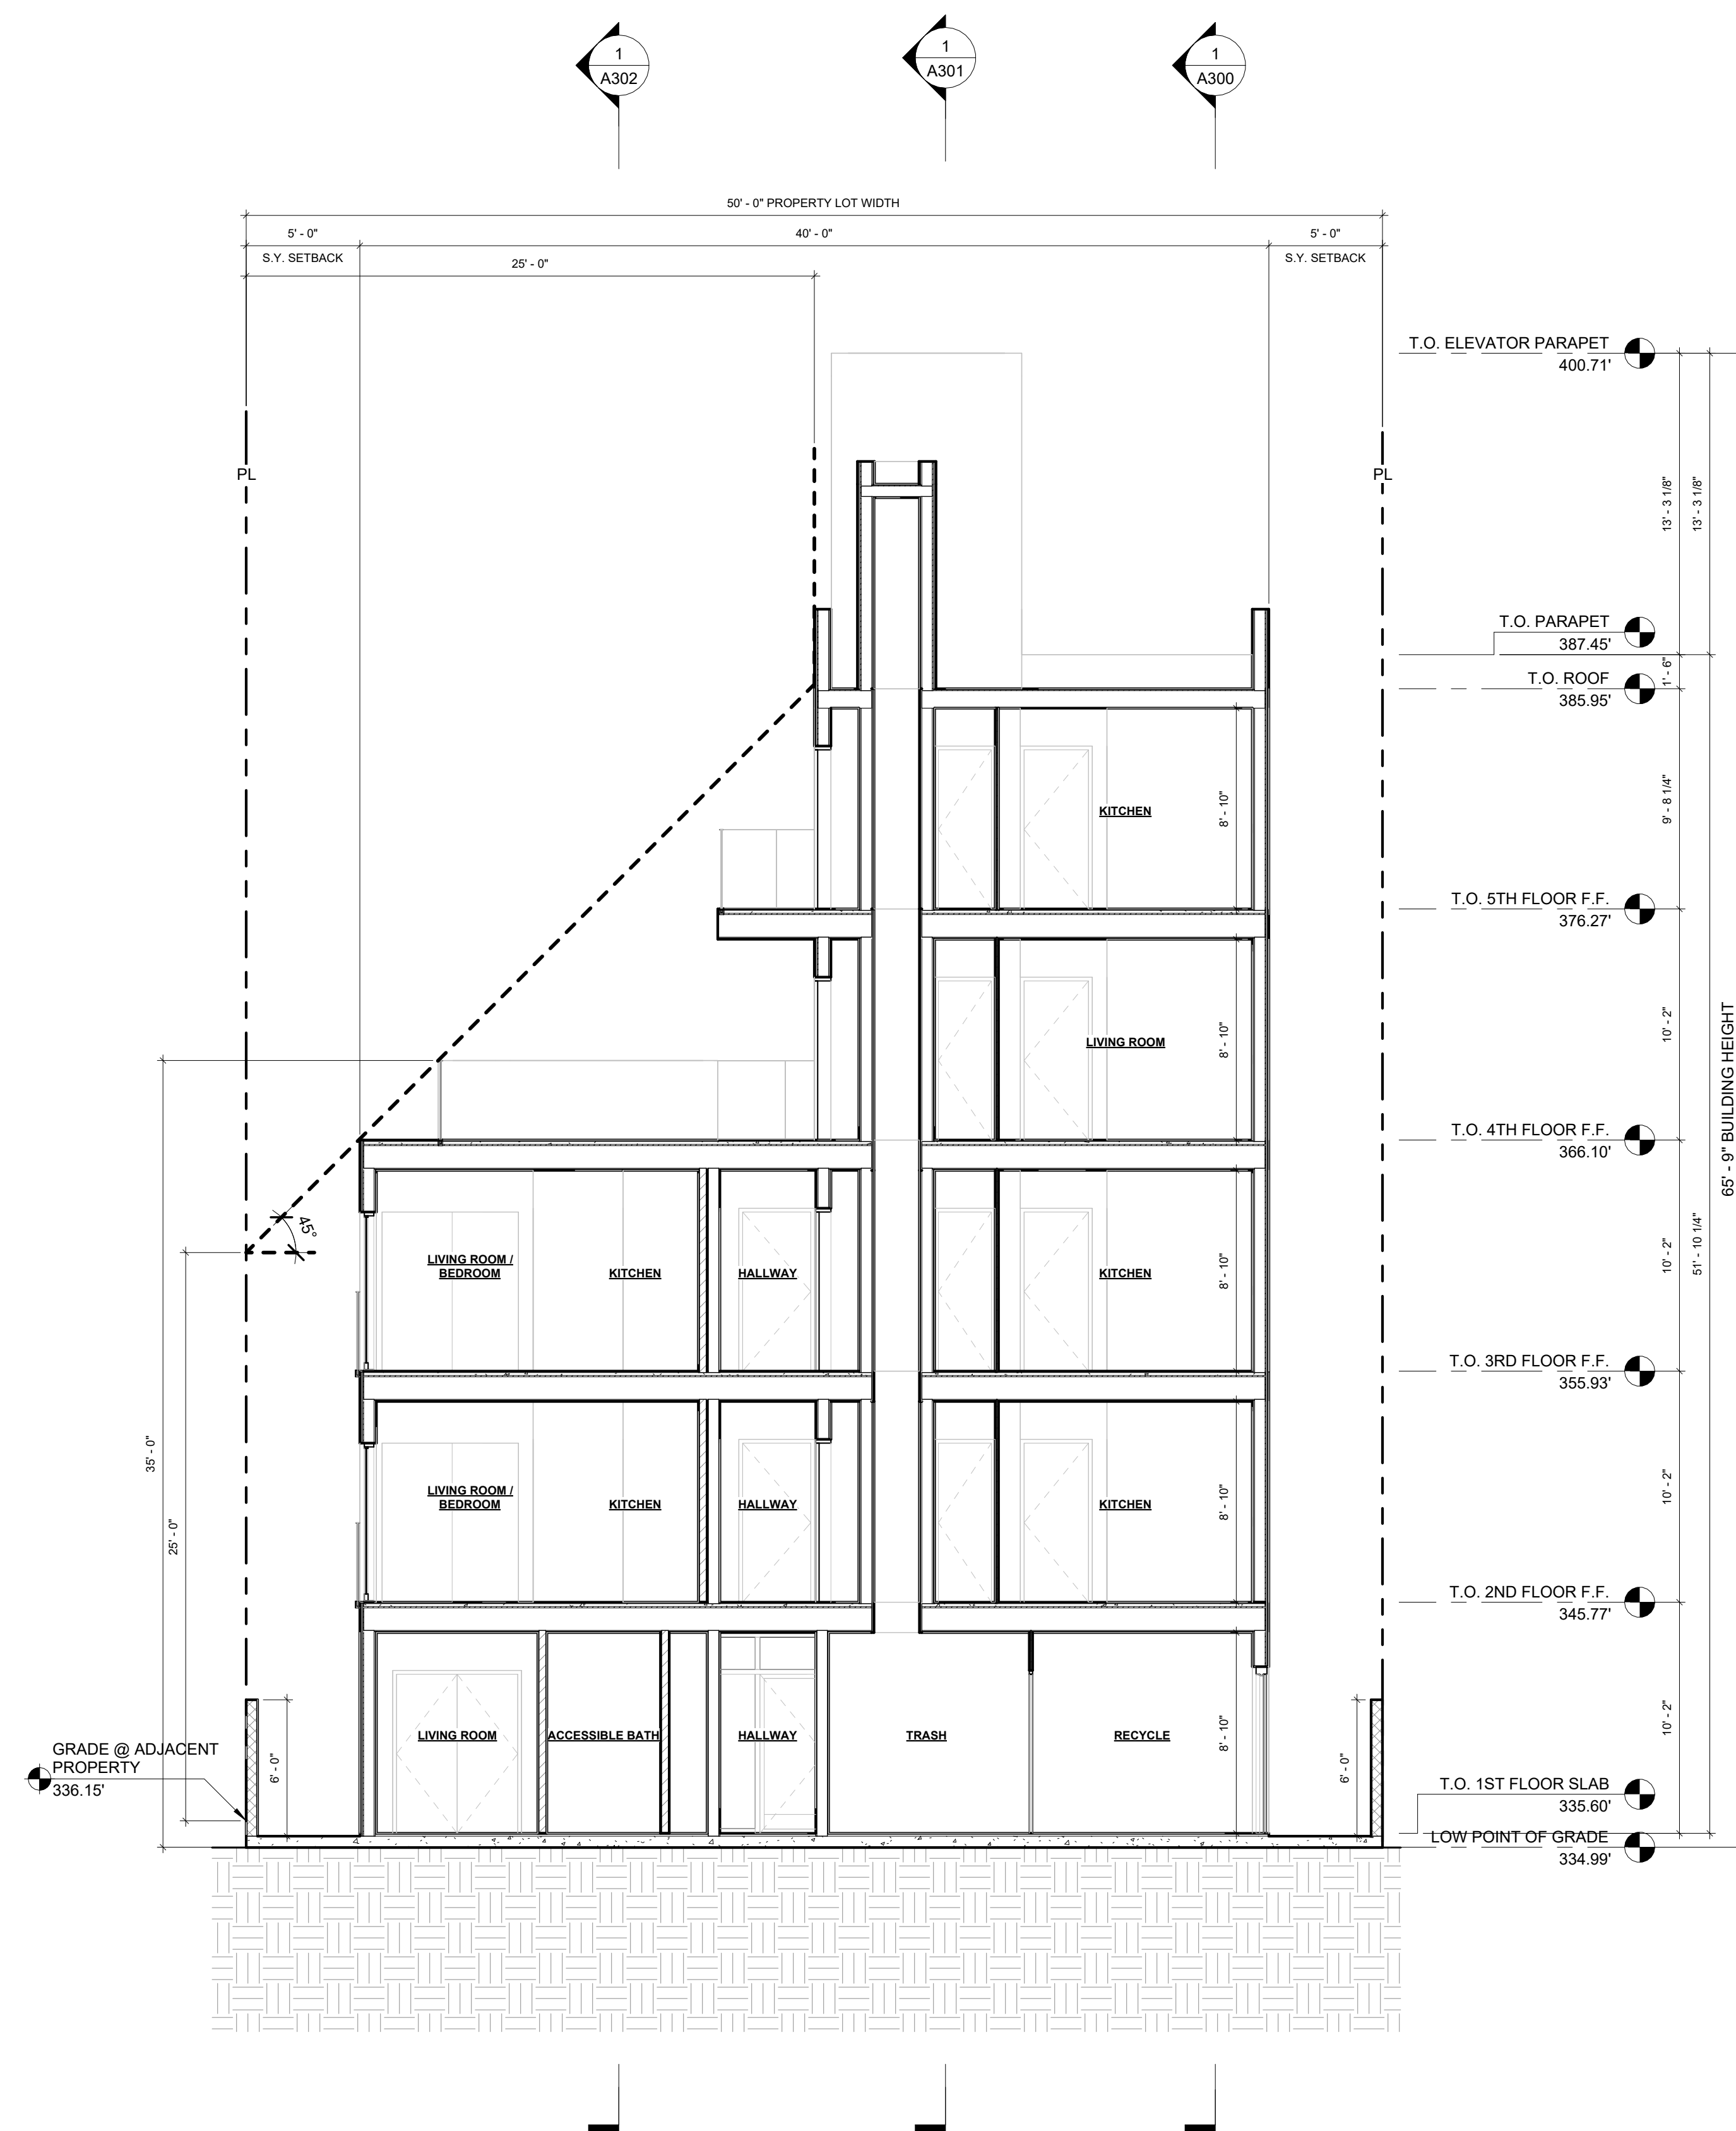 1
A302
1
A301
1
A300
50' - 0" PROPERTY LOT WIDTH
5' - 0"
40' - 0"
5' - 0"
S.Y. SETBACK
S.Y. SETBACK
25' - 0"
T.O. ELEVATOR PARAPET
400.71'
PL
PL
13' - 3 1/8"
13' - 3 1/8"
T.O. PARAPET
387.45'
1' - 6"
T.O. ROOF
385.95'
9' - 8 1/4"
8' - 10"
KITCHEN
T.O. 5TH FLOOR F.F.
376.27'
10' - 2"
8' - 10"
LIVING ROOM
65' - 9" BUILDING HEIGHT
T.O. 4TH FLOOR F.F.
366.10'
45°
51' - 10 1/4"
10' - 2"
8' - 10"
LIVING ROOM /
BEDROOM
KITCHEN
HALLWAY
KITCHEN
T.O. 3RD FLOOR F.F.
355.93'
35' - 0"
25' - 0"
10' - 2"
8' - 10"
LIVING ROOM /
BEDROOM
KITCHEN
HALLWAY
KITCHEN
T.O. 2ND FLOOR F.F.
345.77'
10' - 2"
8' - 10"
LIVING ROOM
ACCESSIBLE BATH
HALLWAY
TRASH
RECYCLE
GRADE @ ADJACENT
PROPERTY
336.15'
6' - 0"
6' - 0"
T.O. 1ST FLOOR SLAB
335.60'
LOW POINT OF GRADE
334.99'